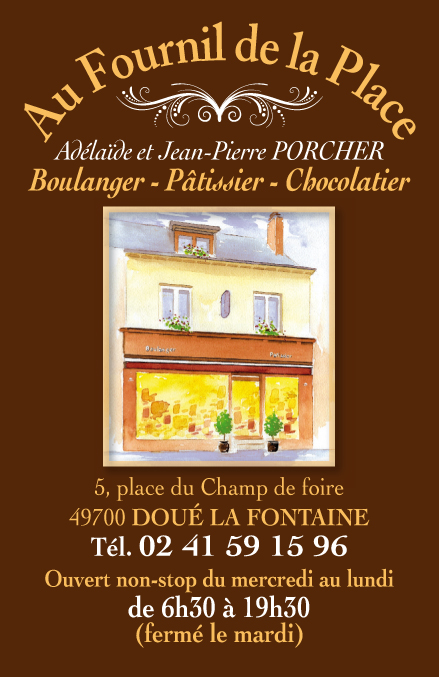 Au Fournil de la Place
Adélaïde et Jean-Pierre PORCHER
Boulanger - Pâtissier - Chocolatier
5, place du Champ de foire
49700 DOUÉ LA FONTAINE
Tél. 02 41 59 15 96
Ouvert non-stop du mercredi au lundi
de 6h30 à 19h30
(fermé le mardi)